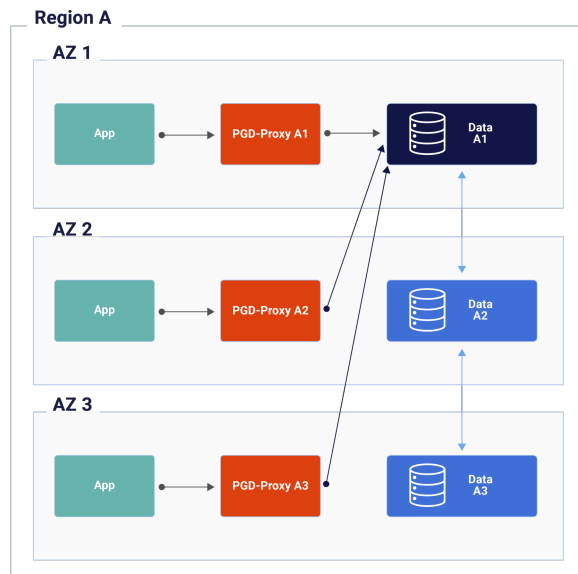 Region A
AZ 1
App
PGD-Proxy A1
Data
A1
AZ 2
App
PGD-Proxy A2
Data
A2
AZ 3
App
PGD-Proxy A3
Data
A3